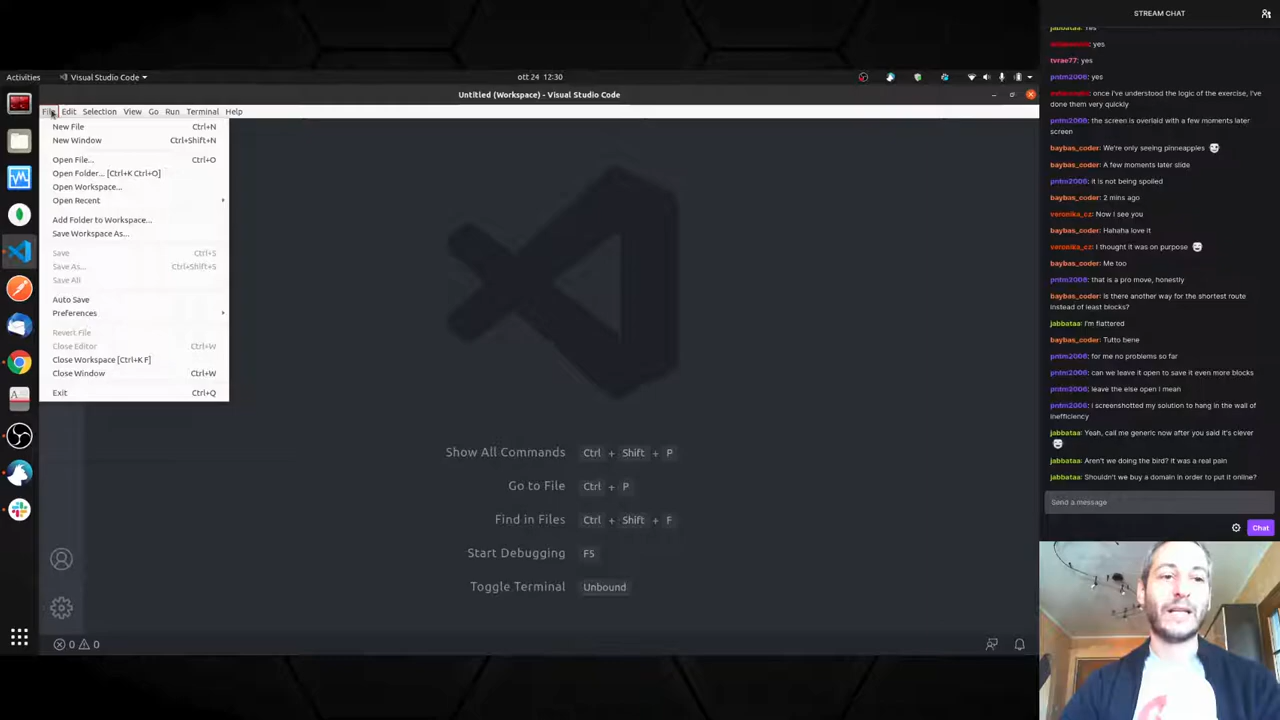 Activities
Visual Studio Code
ott 24 12:30
Untitled (Workspace) - Visual Studio Code
File Edit Selection View Go Run Terminal Help
New File Ctrl+N
New Window Ctrl+Shift+N
Open File... Ctrl+O
Open Folder... [Ctrl+K Ctrl+O]
Open Workspace...
Open Recent
Add Folder to Workspace...
Save Workspace As...
Save Ctrl+S
Save As... Ctrl+Shift+S
Save All
Auto Save
Preferences
Revert File
Close Editor Ctrl+W
Close Workspace [Ctrl+K F]
Close Window Ctrl+W
Exit Ctrl+Q
Show All Commands Ctrl + Shift + P
Go to File Ctrl + P
Find in Files Ctrl + Shift + F
Start Debugging F5
Toggle Terminal Unbound
0 0
STREAM CHAT
jabbataa: Yes
yes
tvrae77: yes
pntm2006: yes
once I've understood the logic of the exercise, I've
done them very quickly
pntm2006: the screen is overlaid with a few moments later
screen
baybas_coder: We're only seeing pinneapples
baybas_coder: A few moments later slide
pntm2006: it is not being spoiled
baybas_coder: 2 mins ago
veronika_cz: Now I see you
baybas_coder: Hahaha love it
veronika_cz: I thought it was on purpose
baybas_coder: Me too
pntm2006: that is a pro move, honestly
baybas_coder: Is there another way for the shortest route
instead of least blocks?
jabbataa: I'm flattered
baybas_coder: Tutto bene
pntm2006: for me no problems so far
pntm2006: can we leave it open to save it even more blocks
pntm2006: leave the else open I mean
pntm2006: i screenshotted my solution to hang in the wall of
inefficiency
jabbataa: Yeah, call me generic now after you said it's clever
jabbataa: Aren't we doing the bird? it was a real pain
jabbataa: Shouldn't we buy a domain in order to put it online?
Send a message
Chat